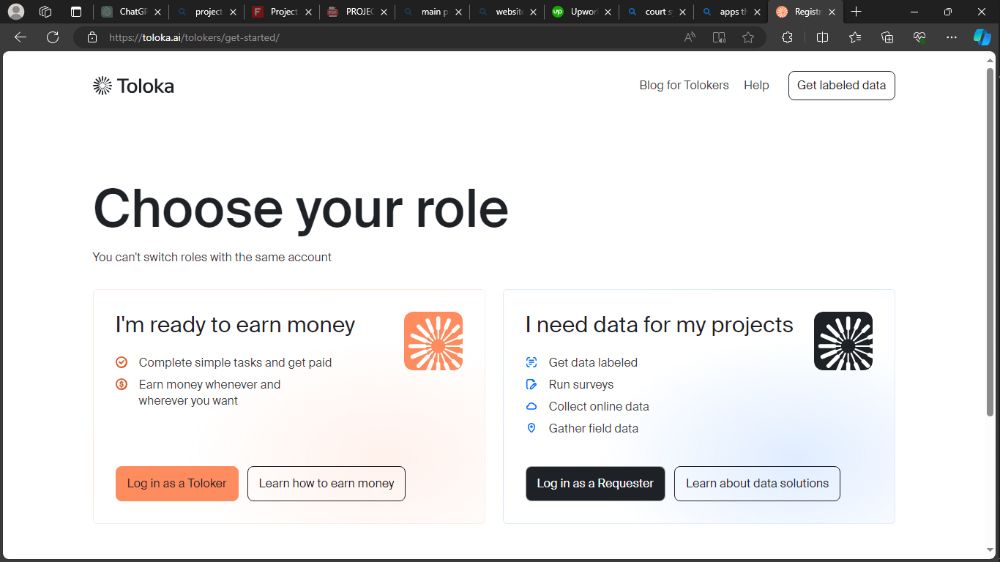 ChatGP
project
Project
PROJEC
main p
website
up
Upwor
court s
apps th
Registr
https://toloka.ai/tolokers/get-started/
Toloka
Blog for Tolokers
Help
Get labeled data
Choose your role
You can't switch roles with the same account
I'm ready to earn money
Complete simple tasks and get paid
Earn money whenever and
wherever you want
Log in as a Toloker
Learn how to earn money
I need data for my projects
Get data labeled
Run surveys
Collect online data
Gather field data
Log in as a Requester
Learn about data solutions